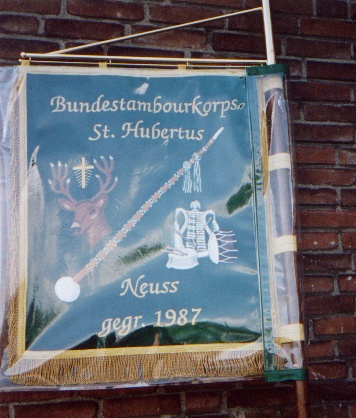 Bundestambourkorps
St. Hubertus
Neuss
gegr. 1987